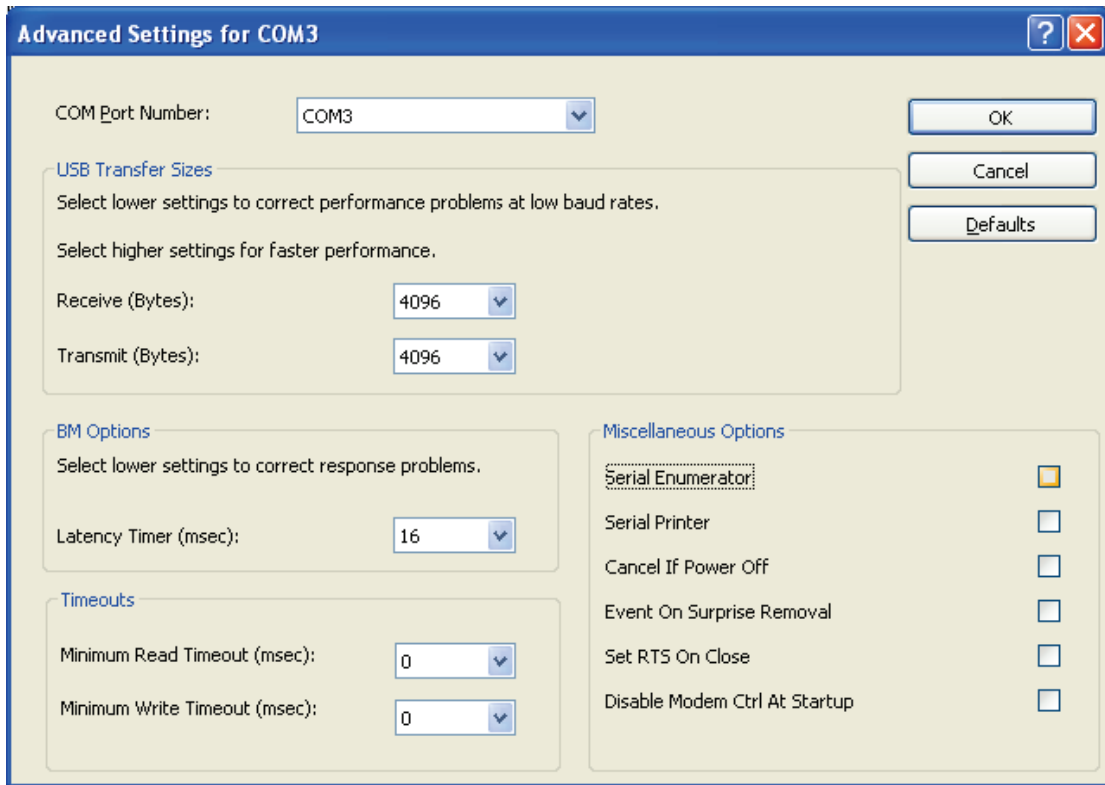 Advanced Settings for COM3
COM Port Number:
COM3
OK
USB Transfer Sizes
Cancel
Select lower settings to correct performance problems at low baud rates.
Defaults
Select higher settings for faster performance.
Receive (Bytes):
4096
Transmit (Bytes):
4096
BM Options
Select lower settings to correct response problems.
Latency Timer (msec):
16
Timeouts
Minimum Read Timeout (msec):
0
Minimum Write Timeout (msec):
0
Miscellaneous Options
Serial Enumerator
Serial Printer
Cancel If Power Off
Event On Surprise Removal
Set RTS On Close
Disable Modem Ctrl At Startup